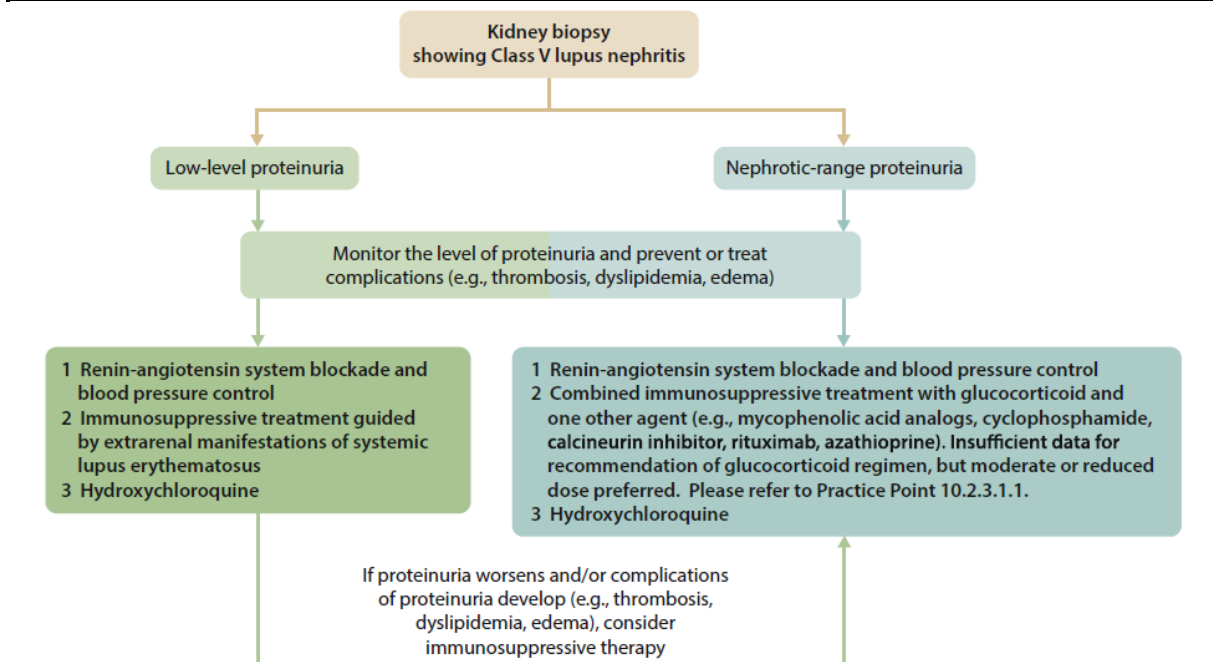 Kidney biopsy
showing Class V lupus nephritis
Low-level proteinuria
Nephrotic-range proteinuria
Monitor the level of proteinuria and prevent or treat
complications (e.g., thrombosis, dyslipidemia, edema)
1 Renin-angiotensin system blockade and
blood pressure control
2 Immunosuppressive treatment guided
by extrarenal manifestations of systemic
lupus erythematosus
3 Hydroxychloroquine
1 Renin-angiotensin system blockade and blood pressure control
2 Combined immunosuppressive treatment with glucocorticoid and
one other agent (e.g., mycophenolic acid analogs, cyclophosphamide,
calcineurin inhibitor, rituximab, azathioprine). Insufficient data for
recommendation of glucocorticoid regimen, but moderate or reduced
dose preferred. Please refer to Practice Point 10.2.3.1.1.
3 Hydroxychloroquine
If proteinuria worsens and/or complications
of proteinuria develop (e.g., thrombosis,
dyslipidemia, edema), consider
immunosuppressive therapy